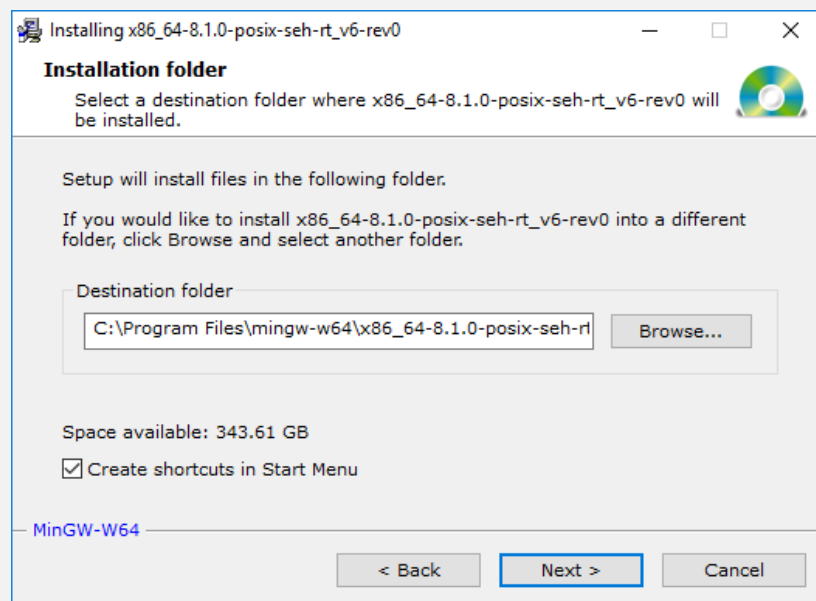 Installing x86_64-8.1.0-posix-seh-rt_v6-rev0
Installation folder
Select a destination folder where x86_64-8.1.0-posix-seh-rt_v6-rev0 will
be installed.
Setup will install files in the following folder.
If you would like to install x86_64-8.1.0-posix-seh-rt_v6-rev0 into a different
folder, click Browse and select another folder.
Destination folder
C:\Program Files\mingw-w64\x86_64-8.1.0-posix-seh-rt
Browse...
Space available: 343.61 GB
Create shortcuts in Start Menu
MinGW-W64
< Back
Next >
Cancel